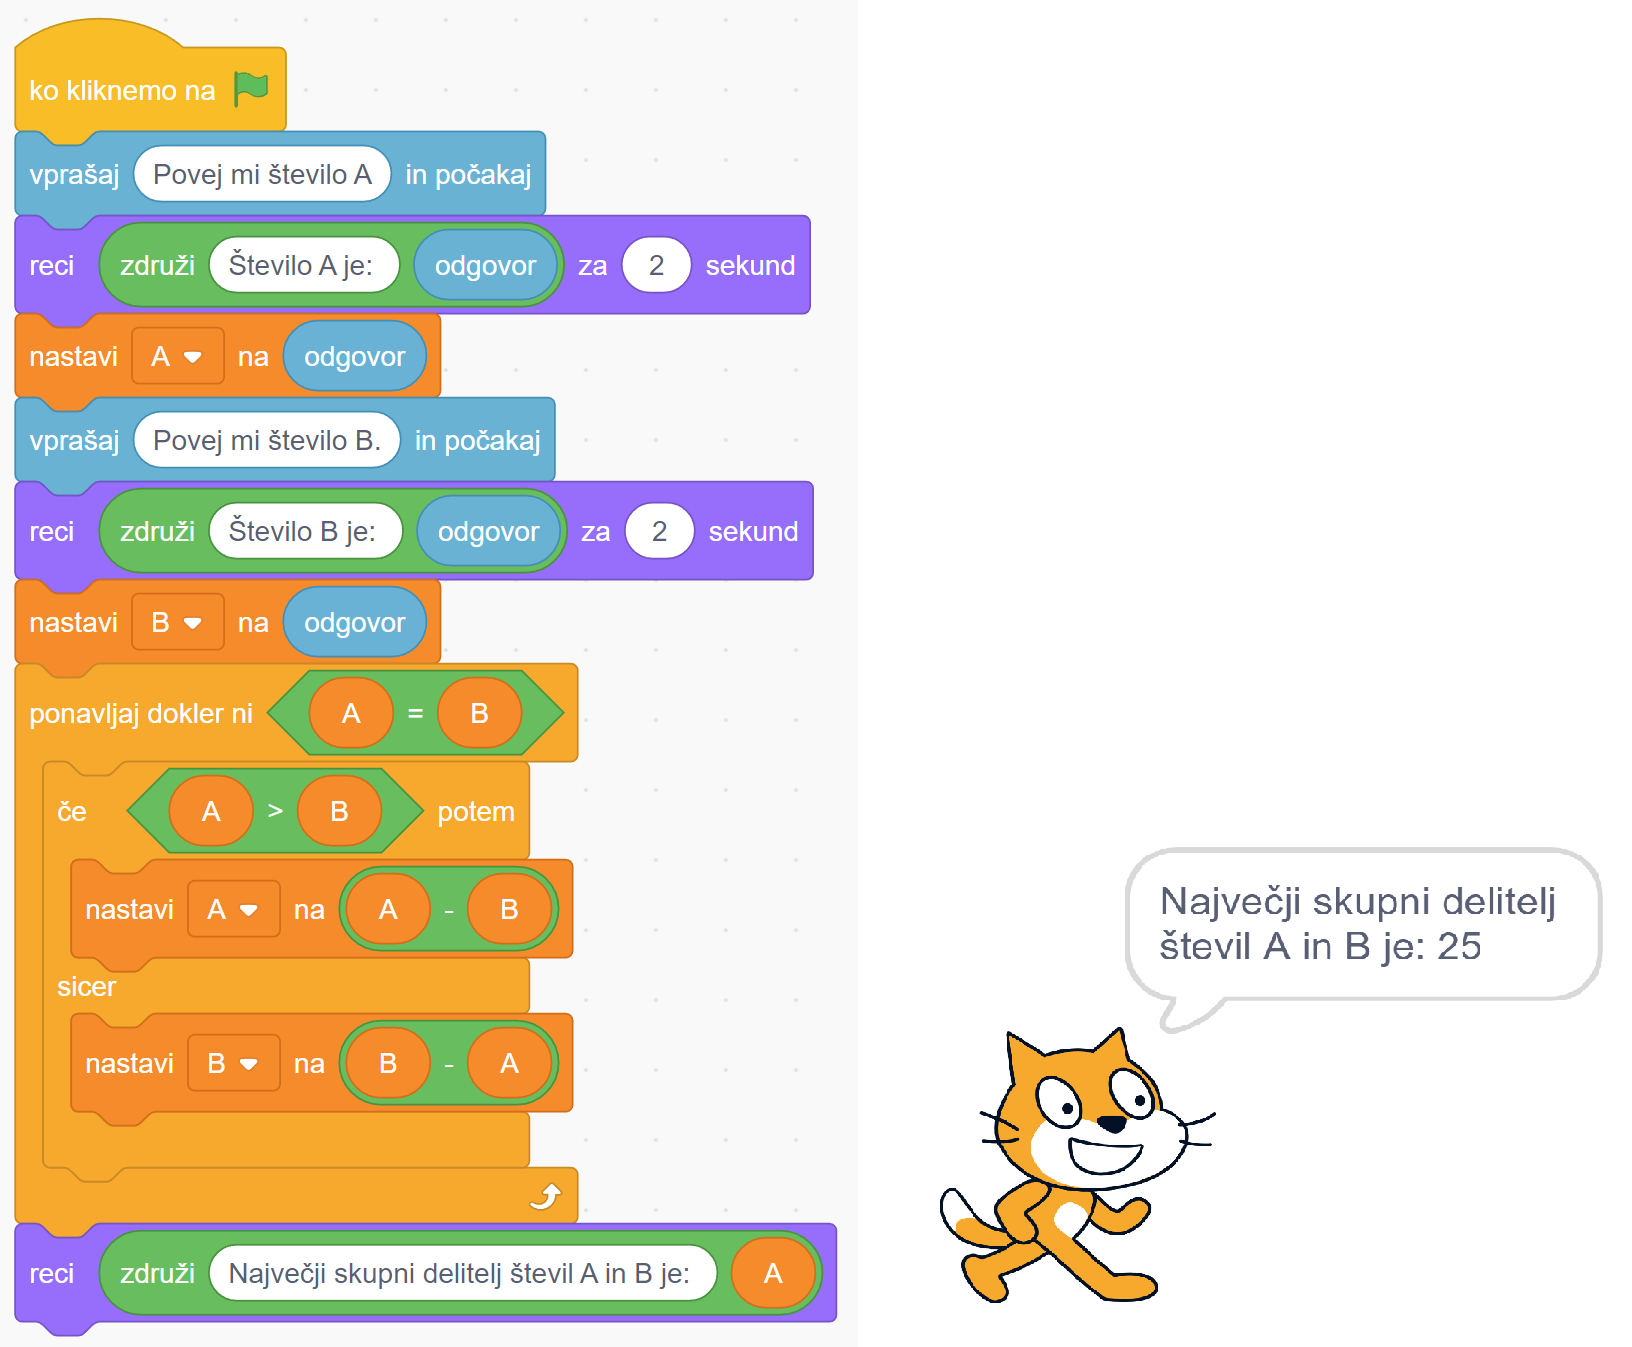 ko kliknemo na
vprašaj Povej mi število A in počakaj
reci združi Število A je: odgovor za 2 sekund
nastavi A na odgovor
vprašaj Povej mi število B. in počakaj
reci združi Število B je: odgovor za 2 sekund
nastavi B na odgovor
ponavljaj dokler ni A = B
če A > B potem
nastavi A na A - B
sicer
nastavi B na B - A
reci združi Največji skupni delitelj števil A in B je: A
Največji skupni delitelj
števil A in B je: 25